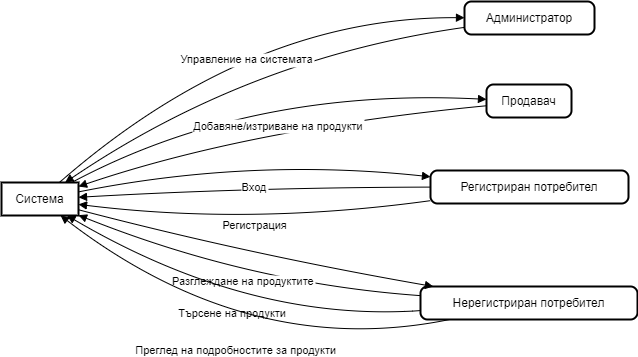 Администратор
Управление на системата
Продавач
Добавяне/изтриване на продукти
Система
Вход
Регистриран потребител
Регистрация
Разглеждане на продуктите
Нерегистриран потребител
Търсене на продукти
Преглед на подробностите за продукти